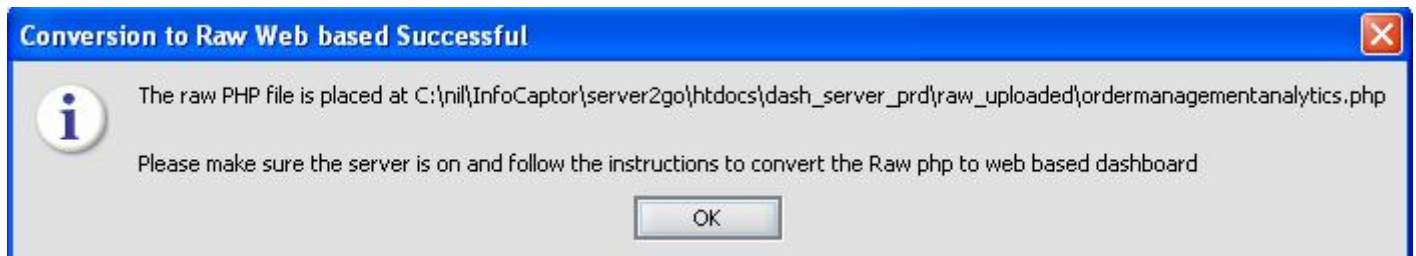 Conversion to Raw Web based Successful
The raw PHP file is placed at C:\nil\InfoCaptor\server2go\htdocs\dash_server_prd\raw_uploaded\ordermanagementanalytics.php
Please make sure the server is on and follow the instructions to convert the Raw php to web based dashboard
OK